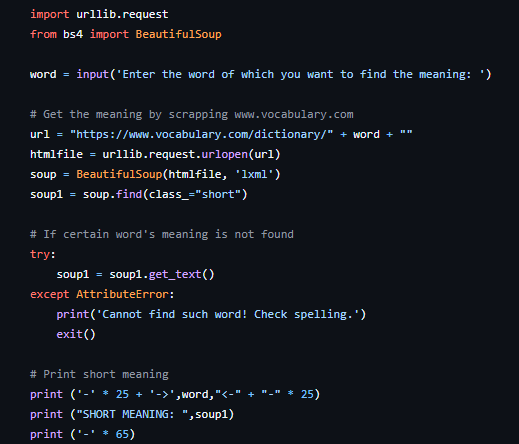 import urllib.request
from bs4 import BeautifulSoup
word = input('Enter the word of which you want to find the meaning: ')
# Get the meaning by scrapping www.vocabulary.com
url = "https://www.vocabulary.com/dictionary/" + word + ""
htmlfile = urllib.request.urlopen(url)
soup = BeautifulSoup(htmlfile, 'lxml')
soup1 = soup.find(class_="short")
# If certain word's meaning is not found
try:
    soup1 = soup1.get_text()
except AttributeError:
    print('Cannot find such word! Check spelling.')
    exit()
# Print short meaning
print ('-' * 25 + '->',word,"<-" + "-" * 25)
print ("SHORT MEANING: ",soup1)
print ('-' * 65)